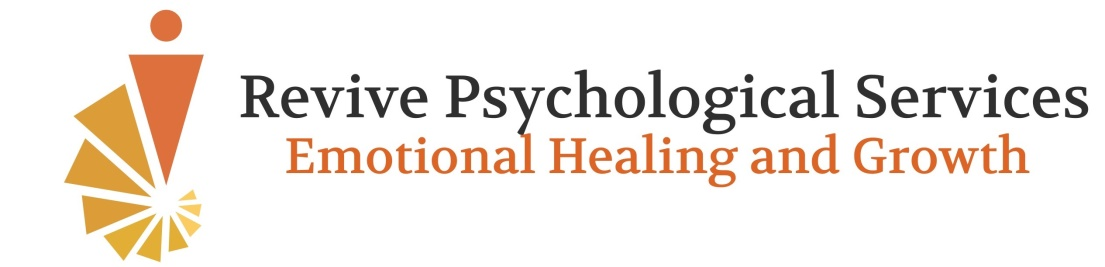 Revive Psychological Services
Emotional Healing and Growth